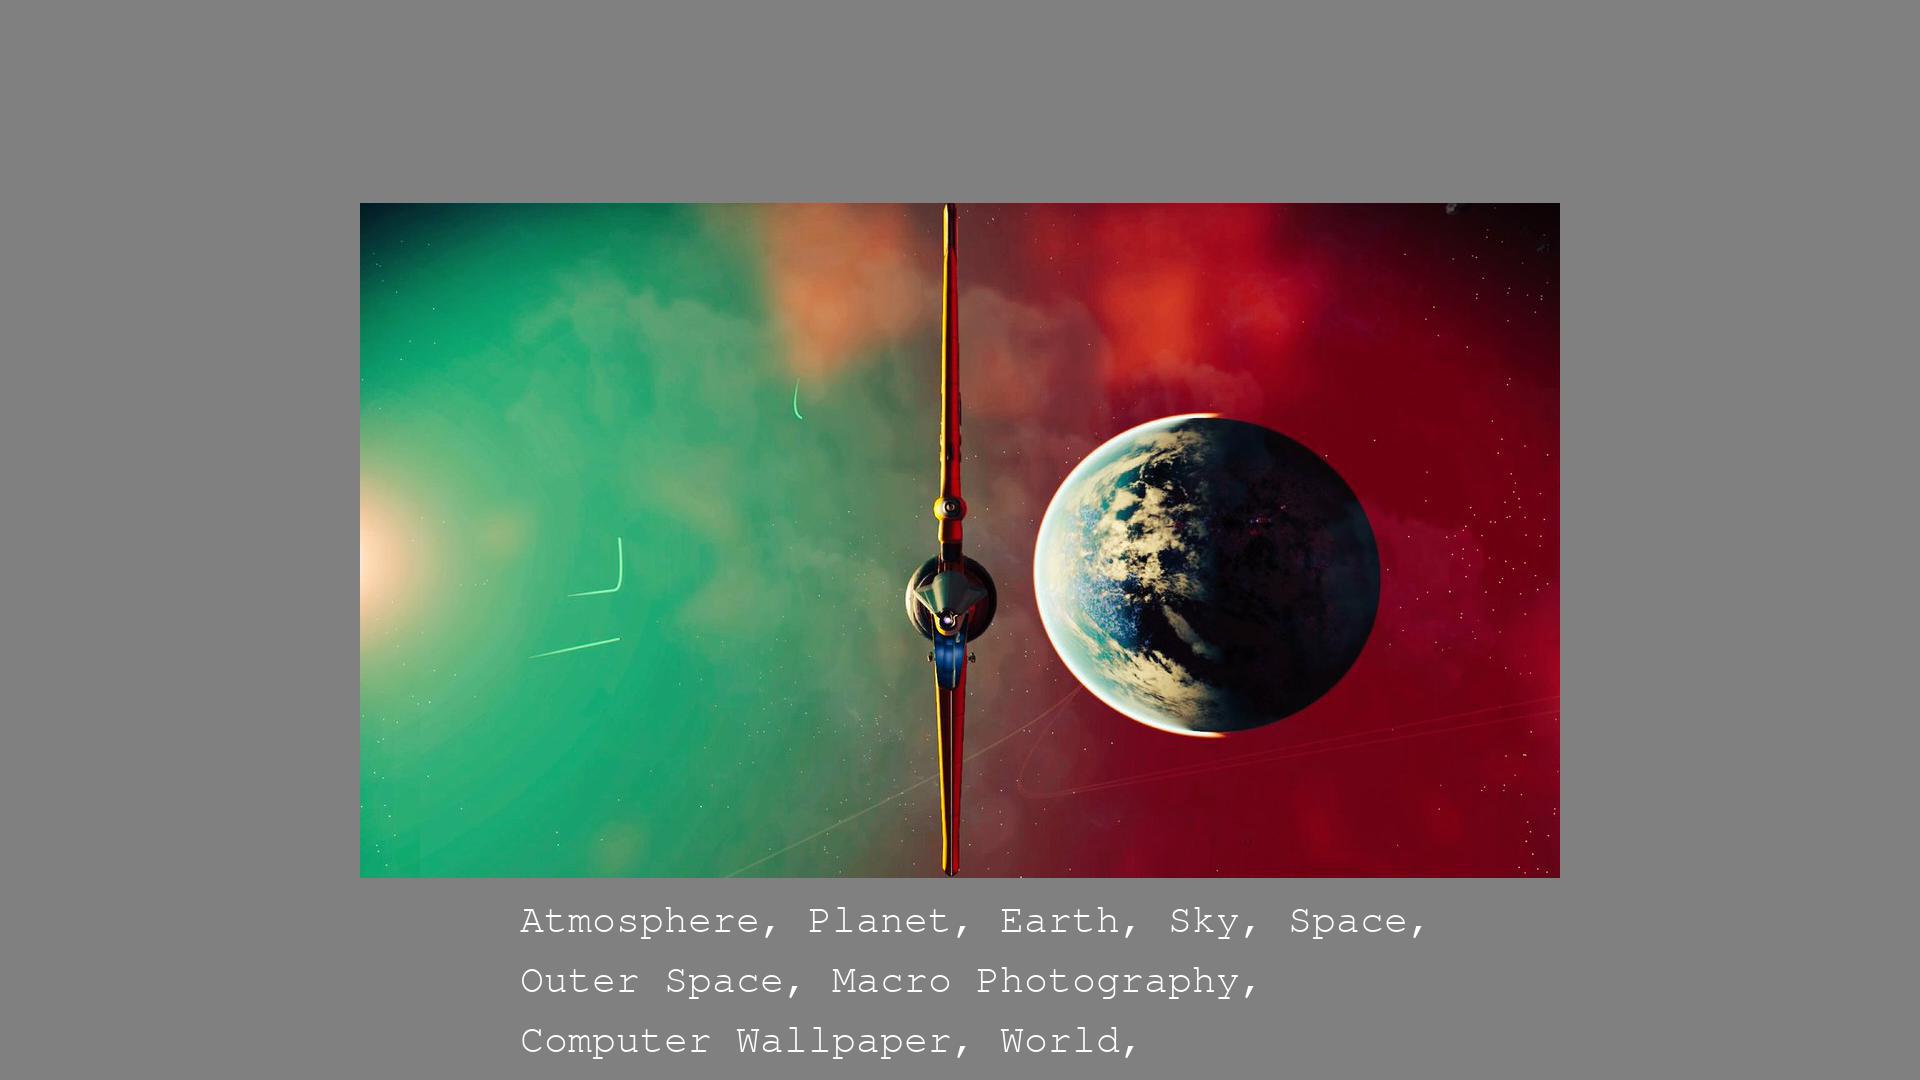 Atmosphere, Planet, Earth, Sky, Space,
Outer Space, Macro Photography,
Computer Wallpaper, World,